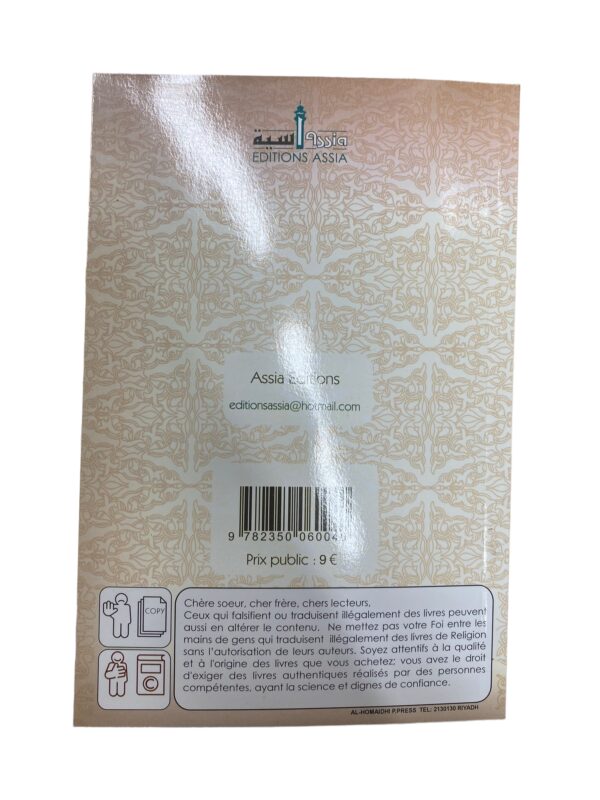 آسية assia
EDITIONS ASSIA
Assia Editions
editionsassia@hotmail.com
9 782350 060040
Prix public : 9 €
COPY
Chère soeur, cher frère, chers lecteurs,
Ceux qui falsifient ou traduisent illégalement des livres peuvent
aussi en altérer le contenu. Ne mettez pas votre Foi entre les
mains de gens qui traduisent illégalement des livres de Religion
sans l'autorisation de leurs auteurs. Soyez attentifs à la qualité
et à l'origine des livres que vous achetez; vous avez le droit
d'exiger des livres authentiques réalisés par des personnes
compétentes, ayant la science et dignes de confiance.
C
AL-HOMAIDHI P.PRESS TEL: 2130130 RIYADH